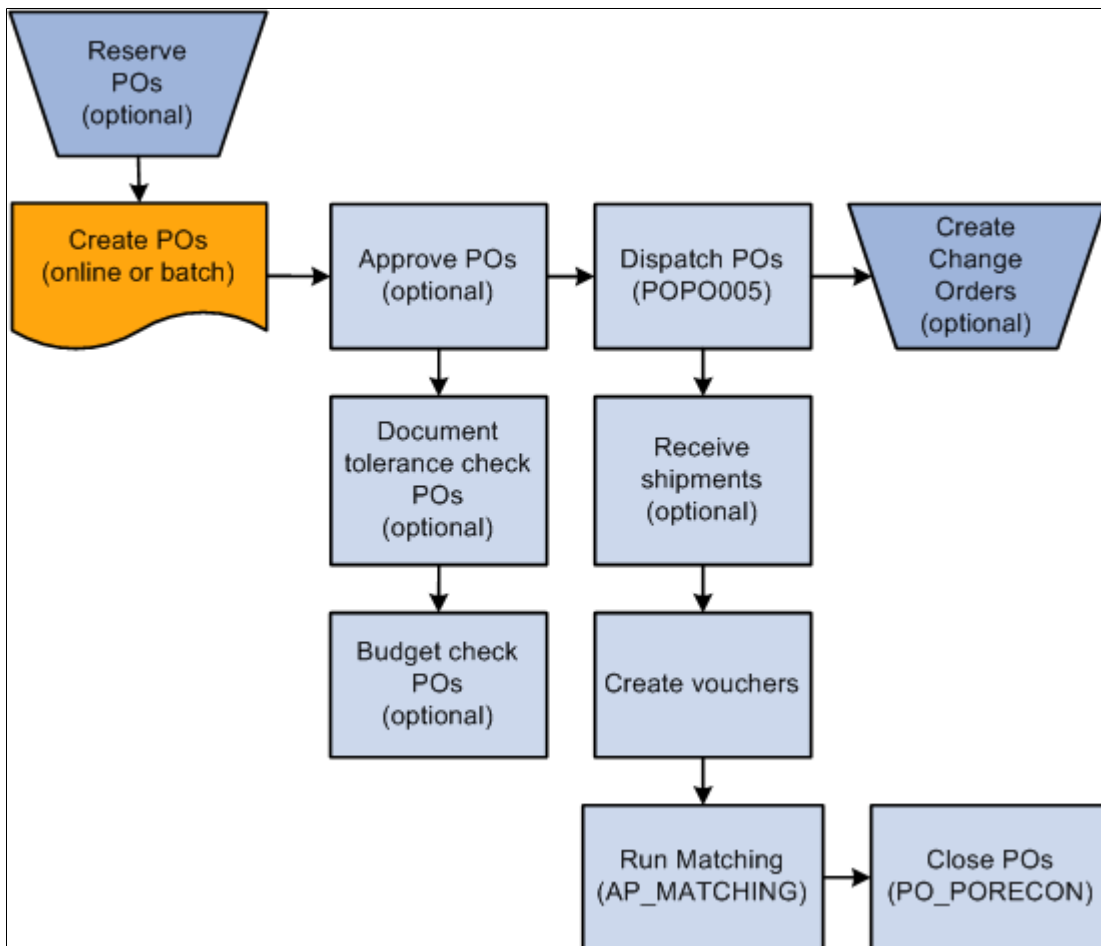 Reserve
POs
(optional)
Create POs
(online or batch)
Approve POs
(optional)
Dispatch POs
(POPO005)
Create
Change
Orders
(optional)
Document
tolerance check
POs
(optional)
Receive
shipments
(optional)
Budget check
POs
(optional)
Create vouchers
Run Matching
(AP_MATCHING)
Close POs
(PO_PORECON)